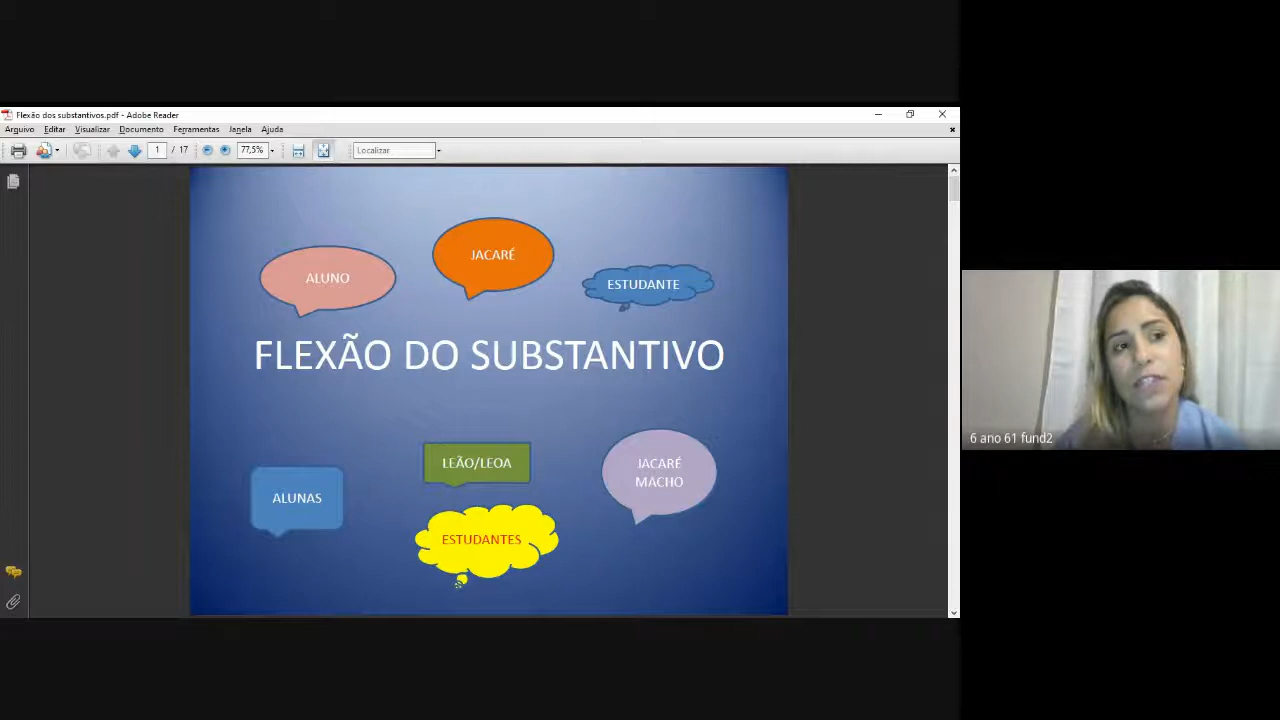 Flexão dos substantivos.pdf - Adobe Reader
Arquivo Editar Visualizar Documento Ferramentas Janela Ajuda
1 / 17 77,5% Localizar
JACARÉ
ALUNO
ESTUDANTE
FLEXÃO DO SUBSTANTIVO
LEÃO/LEOA
JACARÉ
MACHO
ALUNAS
ESTUDANTES
6 ano 61 fund2